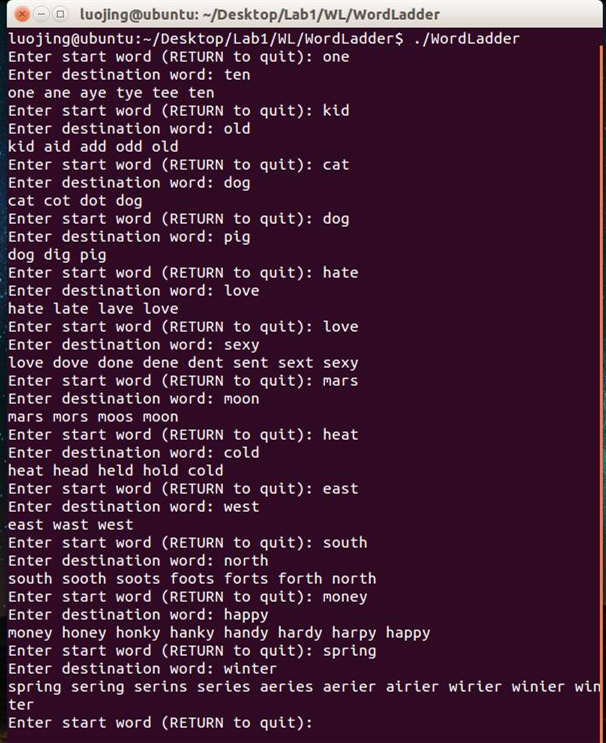 luojing@ubuntu: ~/Desktop/Lab1/WL/WordLadder
luojing@ubuntu:~/Desktop/Lab1/WL/WordLadder$ ./WordLadder
Enter start word (RETURN to quit): one
Enter destination word: ten
one ane aye tye tee ten
Enter start word (RETURN to quit): kid
Enter destination word: old
kid aid add odd old
Enter start word (RETURN to quit): cat
Enter destination word: dog
cat cot dot dog
Enter start word (RETURN to quit): dog
Enter destination word: pig
dog dig pig
Enter start word (RETURN to quit): hate
Enter destination word: love
hate late lave love
Enter start word (RETURN to quit): love
Enter destination word: sexy
love dove done dene dent sent sext sexy
Enter start word (RETURN to quit): mars
Enter destination word: moon
mars mors moos moon
Enter start word (RETURN to quit): heat
Enter destination word: cold
heat head held hold cold
Enter start word (RETURN to quit): east
Enter destination word: west
east wast west
Enter start word (RETURN to quit): south
Enter destination word: north
south sooth soots foots forts forth north
Enter start word (RETURN to quit): money
Enter destination word: happy
money honey honky hanky handy hardy harpy happy
Enter start word (RETURN to quit): spring
Enter destination word: winter
spring sering serins series aeries aerier airier wirier winier win
ter
Enter start word (RETURN to quit):